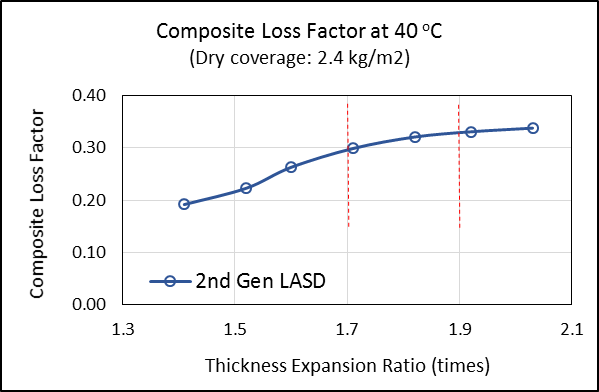 Composite Loss Factor at 40 °C
(Dry coverage: 2.4 kg/m2)
Composite Loss Factor
0.40
0.30
0.20
0.10
0.00
2nd Gen LASD
1.3 1.5 1.7 1.9 2.1
Thickness Expansion Ratio (times)